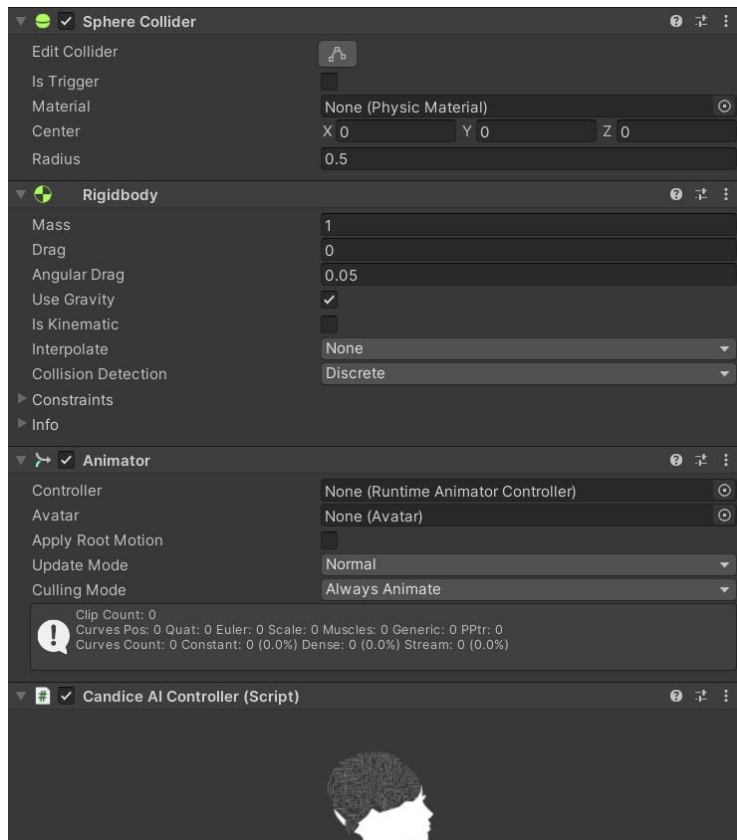 Sphere Collider
Edit Collider
Is Trigger
Material None (Physic Material)
Center X 0 Y 0 Z 0
Radius 0.5
Rigidbody
Mass 1
Drag 0
Angular Drag 0.05
Use Gravity
Is Kinematic
Interpolate None
Collision Detection Discrete
Constraints
Info
Animator
Controller None (Runtime Animator Controller)
Avatar None (Avatar)
Apply Root Motion
Update Mode Normal
Culling Mode Always Animate
Clip Count: 0
Curves Pos: 0 Quat: 0 Euler: 0 Scale: 0 Muscles: 0 Generic: 0 PPtr: 0
Curves Count: 0 Constant: 0 (0.0%) Dense: 0 (0.0%) Stream: 0 (0.0%)
# Candice AI Controller (Script)